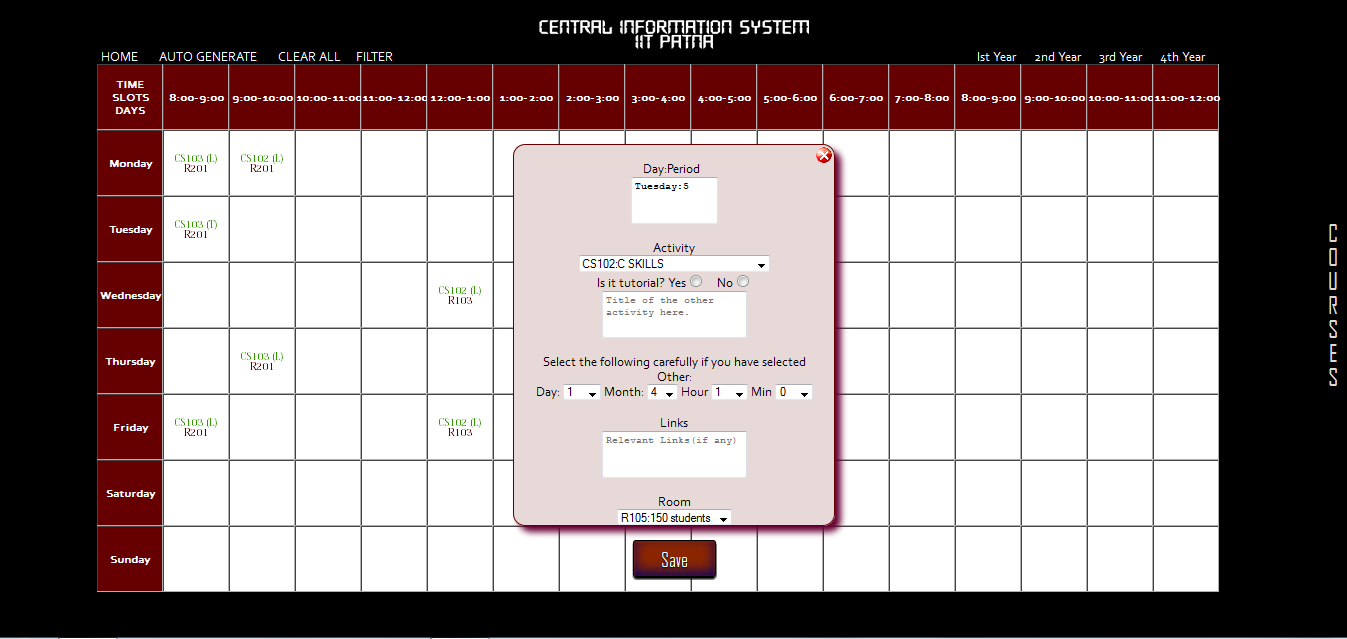 CENTRAL INFORMATION SYSTEM
IIT PATNA
HOME AUTO GENERATE CLEAR ALL FILTER Ist Year 2nd Year 3rd Year 4th Year
TIME
SLOTS
DAYS
8:00-9:00 9:00-10:00 10:00-11:00 11:00-12:00 12:00-1:00 1:00-2:00 2:00-3:00 3:00-4:00 4:00-5:00 5:00-6:00 6:00-7:00 7:00-8:00 8:00-9:00 9:00-10:00 10:00-11:00 11:00-12:00
Monday
CS103 (L)
R201
CS102 (L)
R201
Tuesday
CS103 (T)
R201
Wednesday
CS102 (L)
R103
Thursday
CS103 (L)
R201
Friday
CS103 (L)
R201
CS102 (L)
R103
Saturday
Sunday
Day:Period
Tuesday:5
Activity
CS102:C SKILLS
Is it tutorial? Yes No
Title of the other
activity here.
Select the following carefully if you have selected
Other:
Day: 1 Month: 4 Hour 1 Min 0
Links
Relevant Links(if any)
Room
R105:150 students
Save
COURSES